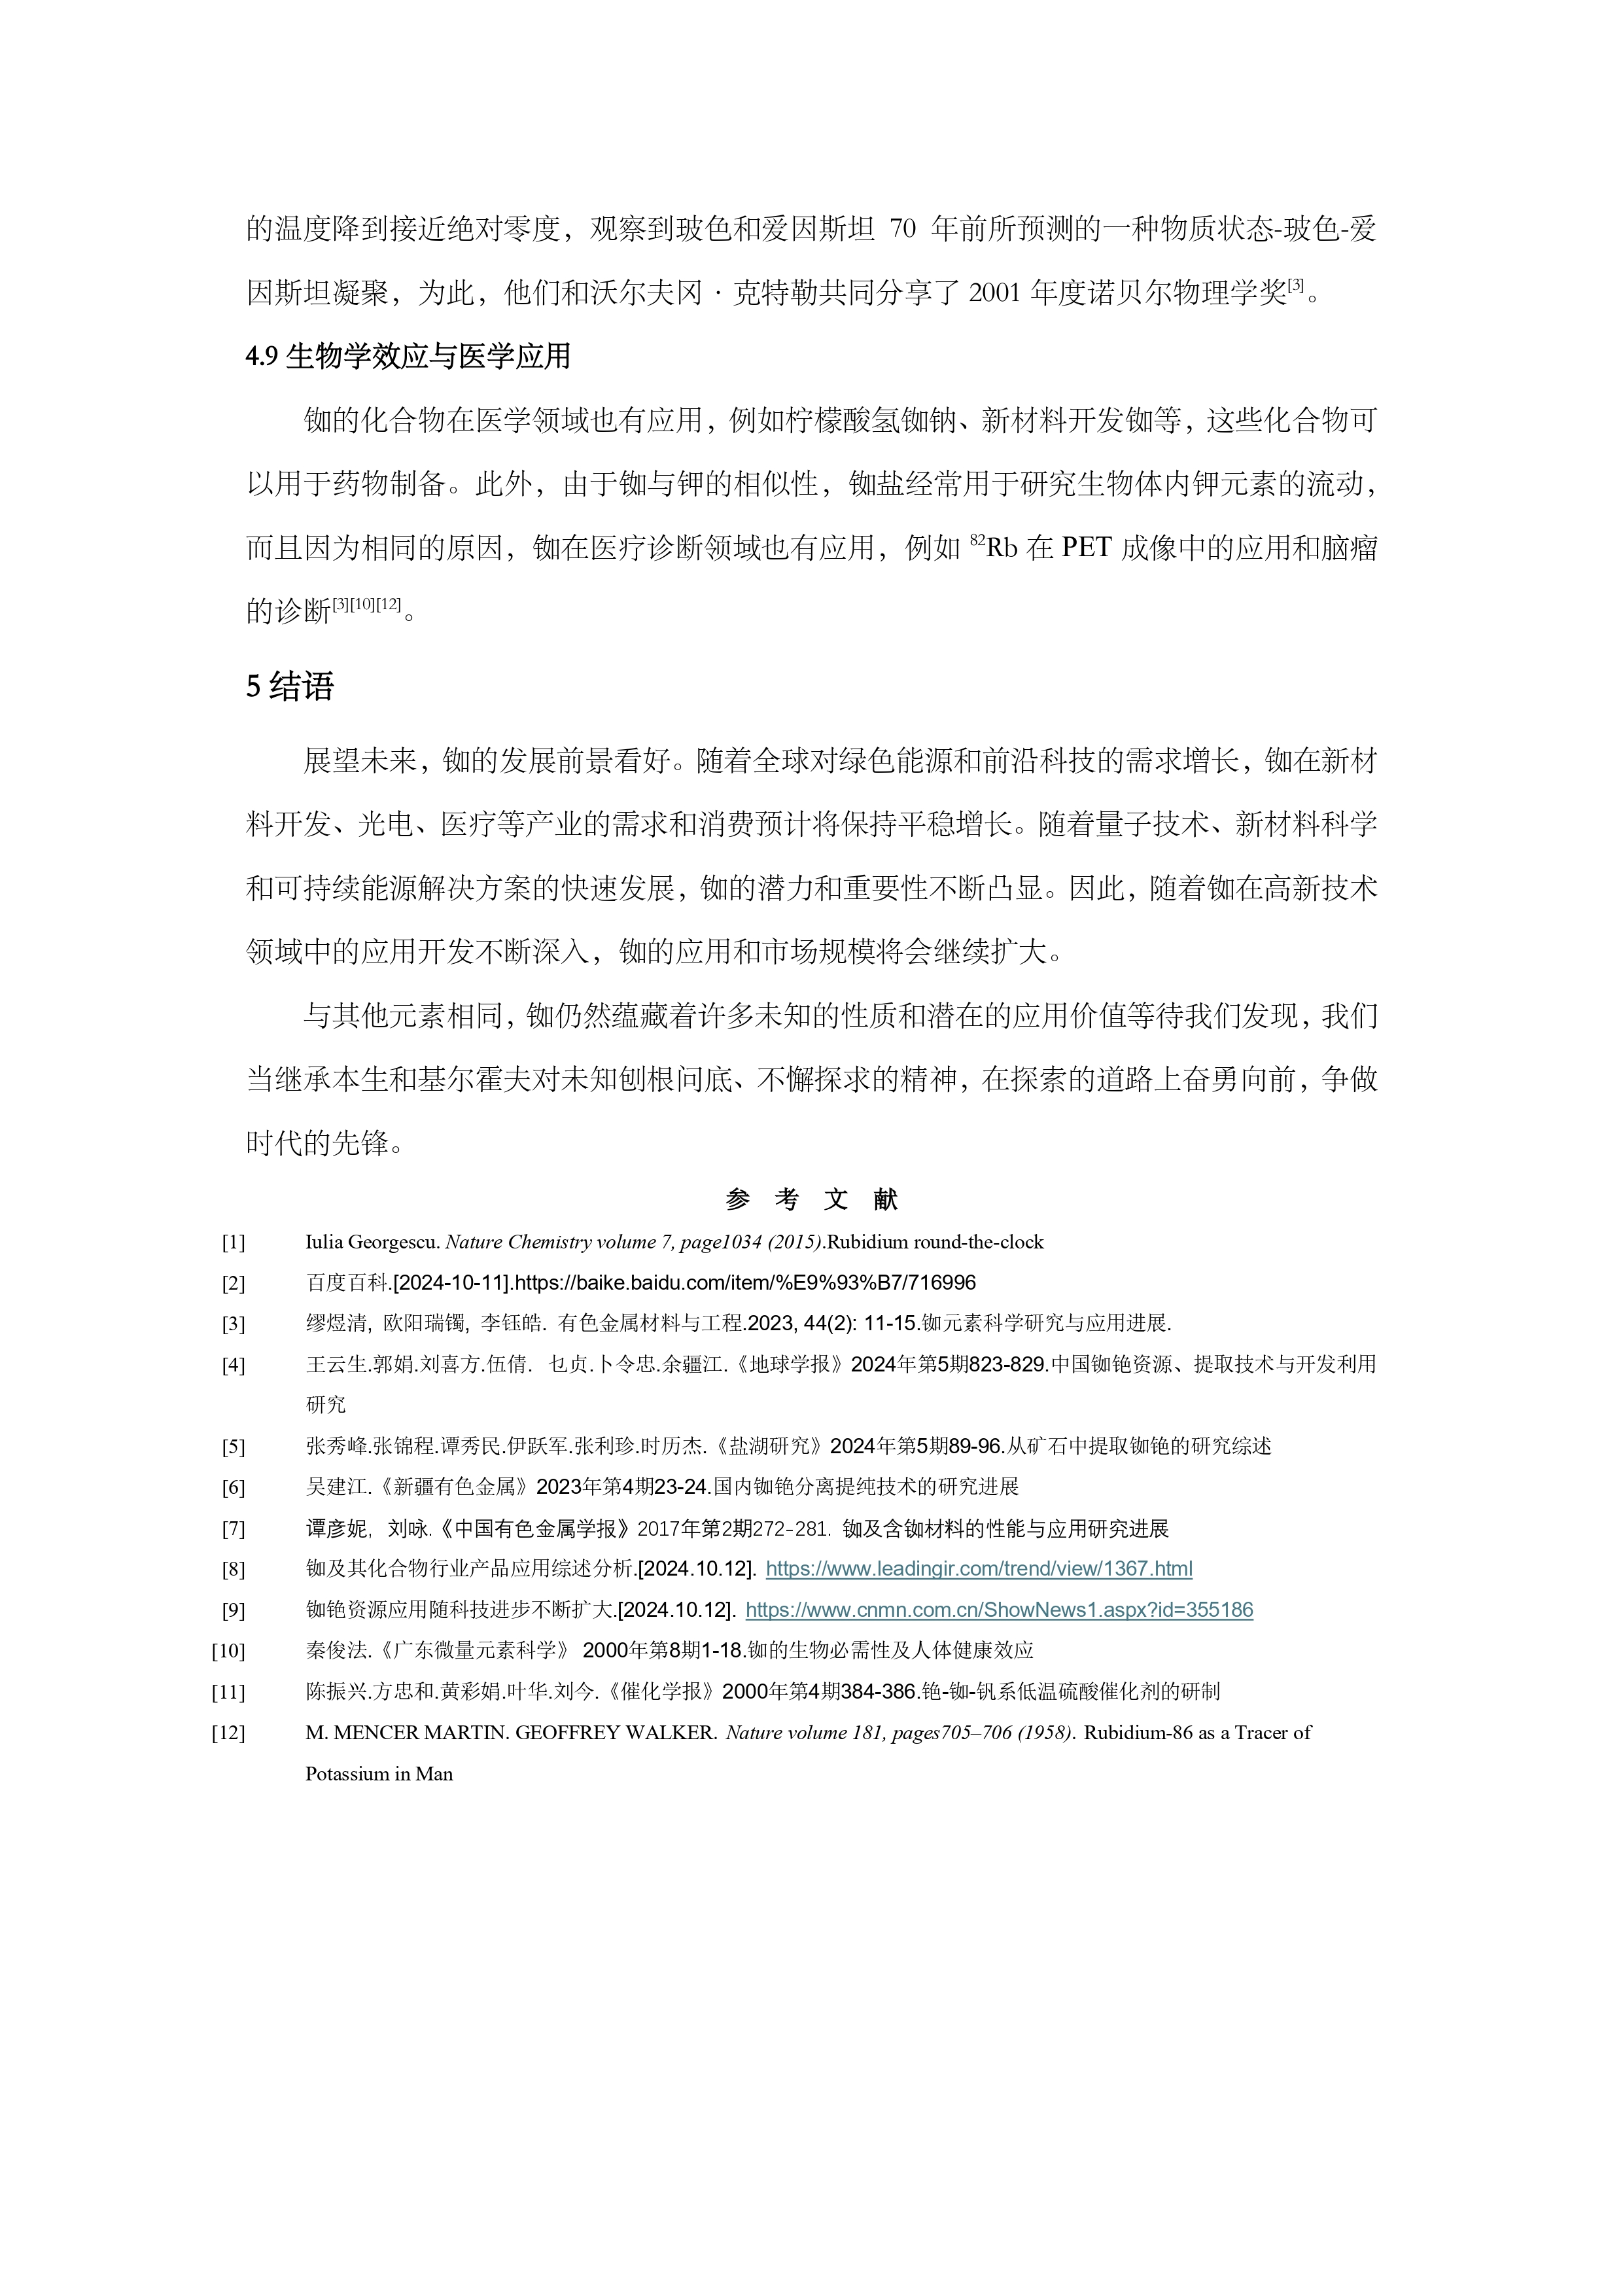 的温度降到接近绝对零度，观察到玻色和爱因斯坦 70 年前所预测的一种物质状态-玻色-爱
因斯坦凝聚，为此，他们和沃尔夫冈·克特勒共同分享了 2001 年度诺贝尔物理学奖[3]。
4.9 生物学效应与医学应用
铷的化合物在医学领域也有应用，例如柠檬酸氢铷钠、新材料开发铷等，这些化合物可
以用于药物制备。此外，由于铷与钾的相似性，铷盐经常用于研究生物体内钾元素的流动，
而且因为相同的原因，铷在医疗诊断领域也有应用，例如 82Rb 在 PET 成像中的应用和脑瘤
的诊断[3][10][12]。
5 结语
展望未来，铷的发展前景看好。随着全球对绿色能源和前沿科技的需求增长，铷在新材
料开发、光电、医疗等产业的需求和消费预计将保持平稳增长。随着量子技术、新材料科学
和可持续能源解决方案的快速发展，铷的潜力和重要性不断凸显。因此，随着铷在高新技术
领域中的应用开发不断深入，铷的应用和市场规模将会继续扩大。
与其他元素相同，铷仍然蕴藏着许多未知的性质和潜在的应用价值等待我们发现，我们
当继承本生和基尔霍夫对未知刨根问底、不懈探求的精神，在探索的道路上奋勇向前，争做
时代的先锋。
参 考 文 献
[1] Iulia Georgescu. Nature Chemistry volume 7, page1034 (2015).Rubidium round-the-clock
[2] 百度百科.[2024-10-11].https://baike.baidu.com/item/%E9%93%B7/716996
[3] 缪煜清, 欧阳瑞镯, 李钰皓. 有色金属材料与工程.2023, 44(2): 11-15.铷元素科学研究与应用进展.
[4] 王云生.郭娟.刘喜方.伍倩. 乜贞.卜令忠.余疆江.《地球学报》2024年第5期823-829.中国铷铯资源、提取技术与开发利用
研究
[5] 张秀峰.张锦程.谭秀民.伊跃军.张利珍.时历杰.《盐湖研究》2024年第5期89-96.从矿石中提取铷铯的研究综述
[6] 吴建江.《新疆有色金属》2023年第4期23-24.国内铷铯分离提纯技术的研究进展
[7] 谭彦妮, 刘咏.《中国有色金属学报》2017年第2期272-281. 铷及含铷材料的性能与应用研究进展
[8] 铷及其化合物行业产品应用综述分析.[2024.10.12]. https://www.leadingir.com/trend/view/1367.html
[9] 铷铯资源应用随科技进步不断扩大.[2024.10.12]. https://www.cnmn.com.cn/ShowNews1.aspx?id=355186
[10] 秦俊法.《广东微量元素科学》 2000年第8期1-18.铷的生物必需性及人体健康效应
[11] 陈振兴.方忠和.黄彩娟.叶华.刘今.《催化学报》2000年第4期384-386.铯-铷-钒系低温硫酸催化剂的研制
[12] M. MENCER MARTIN. GEOFFREY WALKER. Nature volume 181, pages705–706 (1958). Rubidium-86 as a Tracer of
Potassium in Man